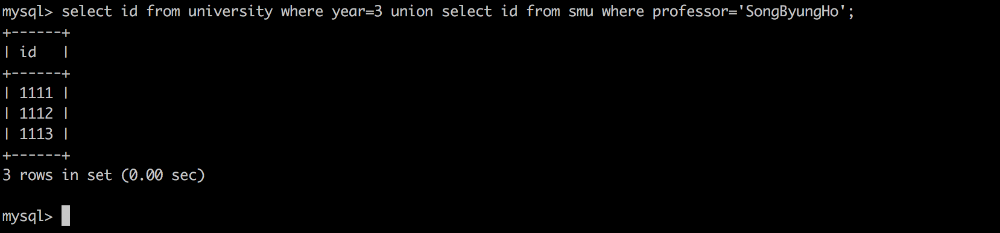 mysql> select id from university where year=3 union select id from smu where professor='SongByungHo';
+------+
| id   |
+------+
| 1111 |
| 1112 |
| 1113 |
+------+
3 rows in set (0.00 sec)
mysql>